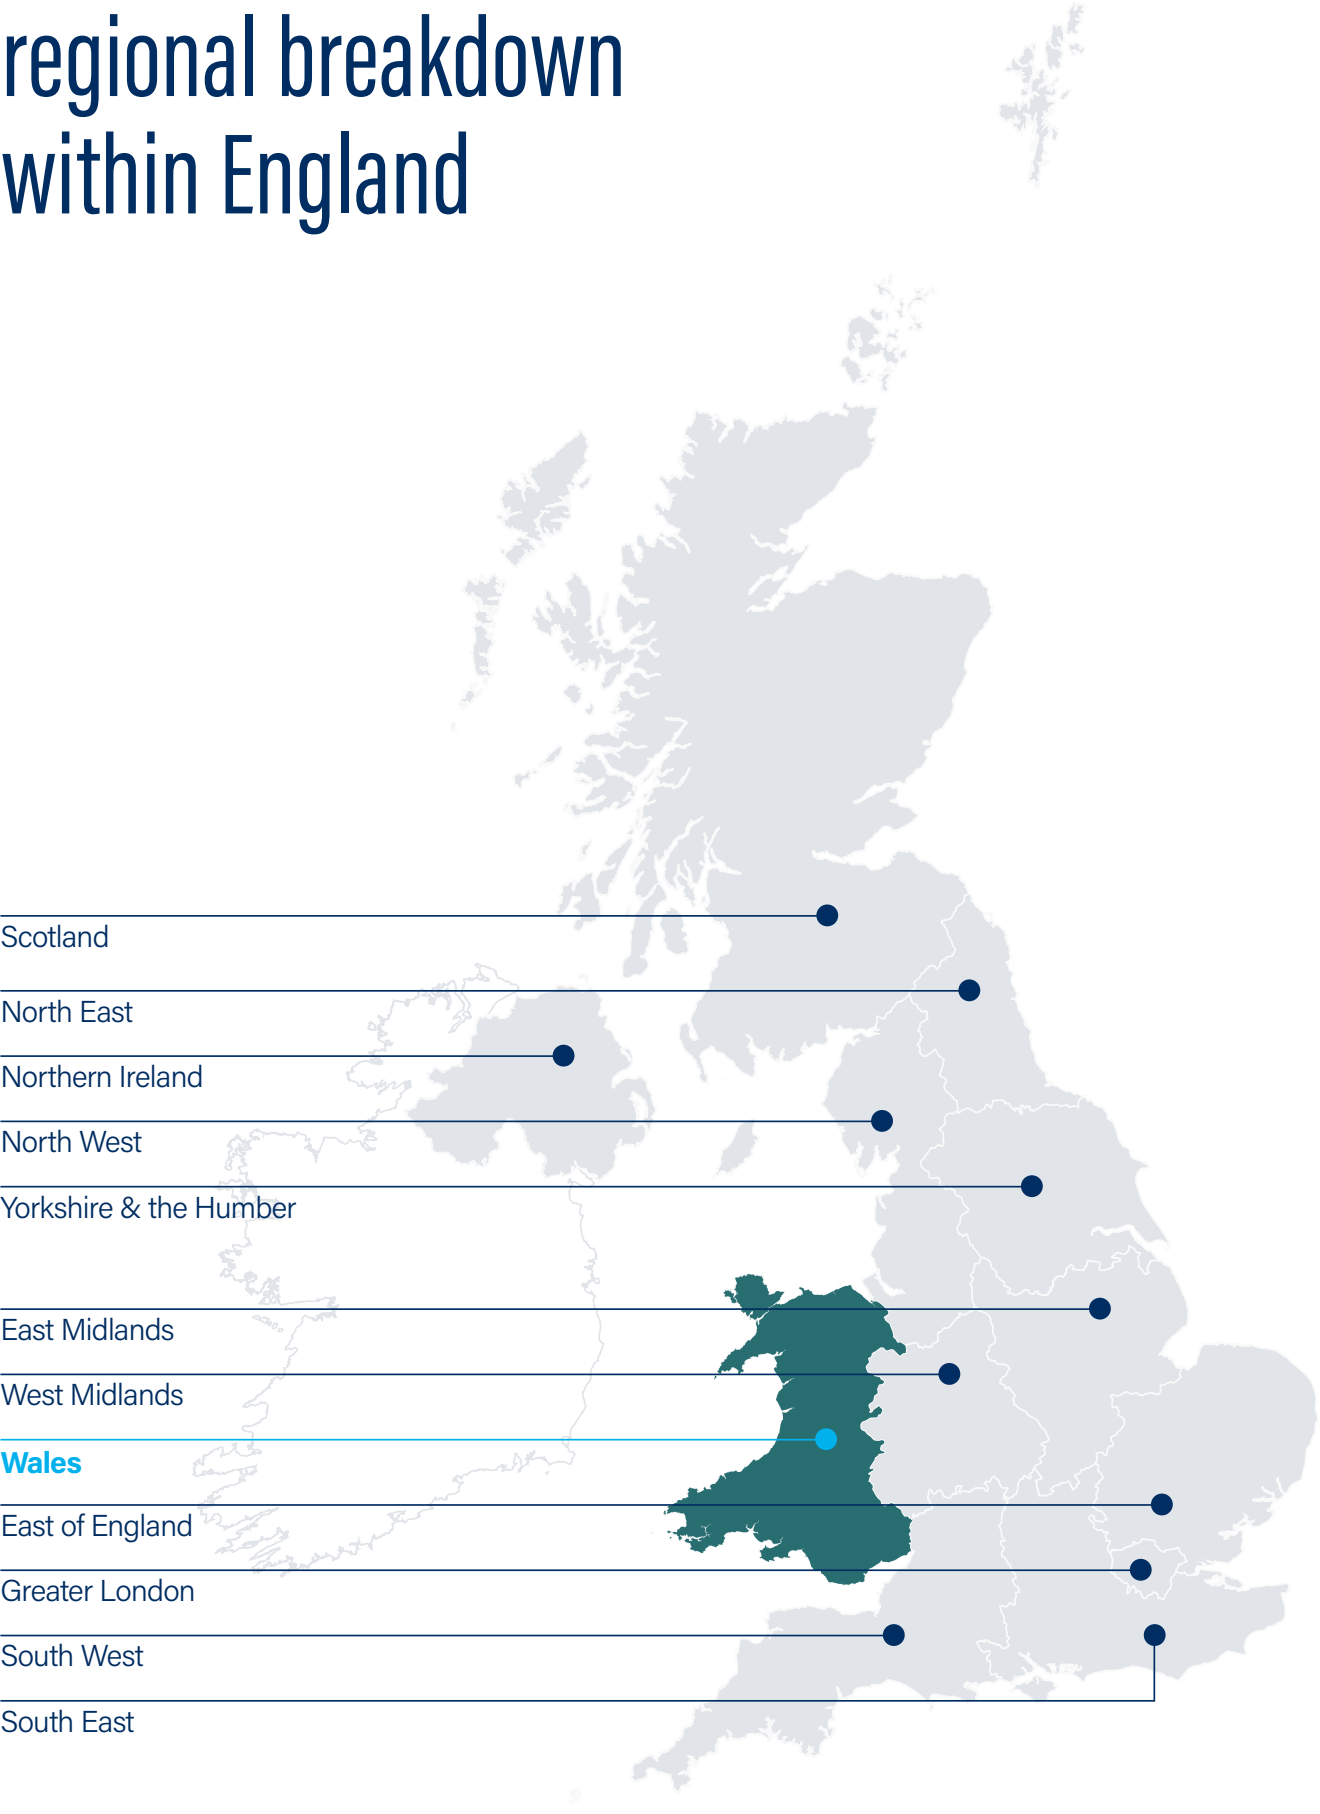 regional breakdown
within England
Scotland
North East
Northern Ireland
North West
Yorkshire & the Humber
East Midlands
West Midlands
Wales
East of England
Greater London
South West
South East